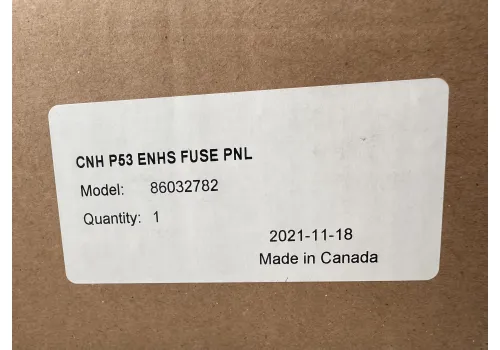 CNH P53 ENHS FUSE PNL
Model: 86032782
Quantity: 1
2021-11-18
Made in Canada